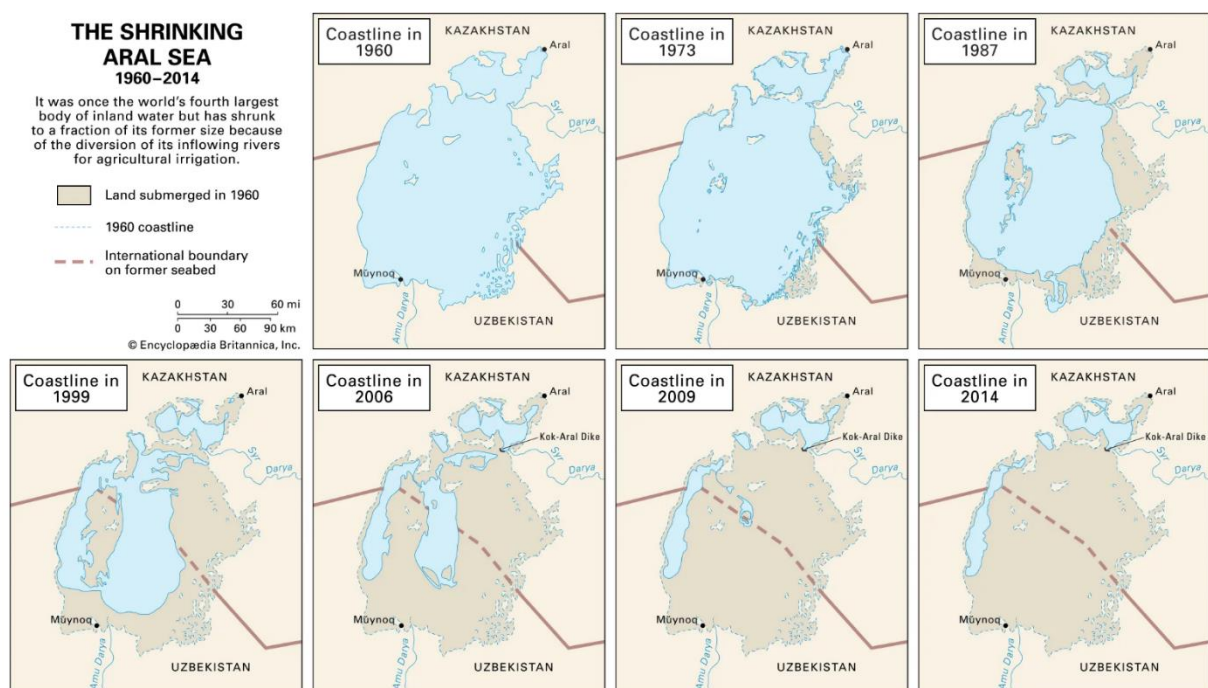 THE SHRINKING
ARAL SEA
1960–2014
It was once the world's fourth largest
body of inland water but has shrunk
to a fraction of its former size because
of the diversion of its inflowing rivers
for agricultural irrigation.
Land submerged in 1960
1960 coastline
International boundary
on former seabed
0 30 60 mi
0 30 60 90 km
© Encyclopædia Britannica, Inc.
Coastline in
1960
KAZAKHSTAN
Aral
Syr Darya
Mŭynoq
Amu Darya
UZBEKISTAN
Coastline in
1973
KAZAKHSTAN
Aral
Syr Darya
Mŭynoq
Amu Darya
UZBEKISTAN
Coastline in
1987
KAZAKHSTAN
Aral
Syr Darya
Mŭynoq
Amu Darya
UZBEKISTAN
Coastline in
1999
KAZAKHSTAN
Aral
Syr Darya
Mŭynoq
Amu Darya
UZBEKISTAN
Coastline in
2006
KAZAKHSTAN
Aral
Kok-Aral Dike
Syr Darya
Mŭynoq
Amu Darya
UZBEKISTAN
Coastline in
2009
KAZAKHSTAN
Aral
Kok-Aral Dike
Syr Darya
Mŭynoq
Amu Darya
UZBEKISTAN
Coastline in
2014
KAZAKHSTAN
Aral
Kok-Aral Dike
Syr Darya
Mŭynoq
Amu Darya
UZBEKISTAN